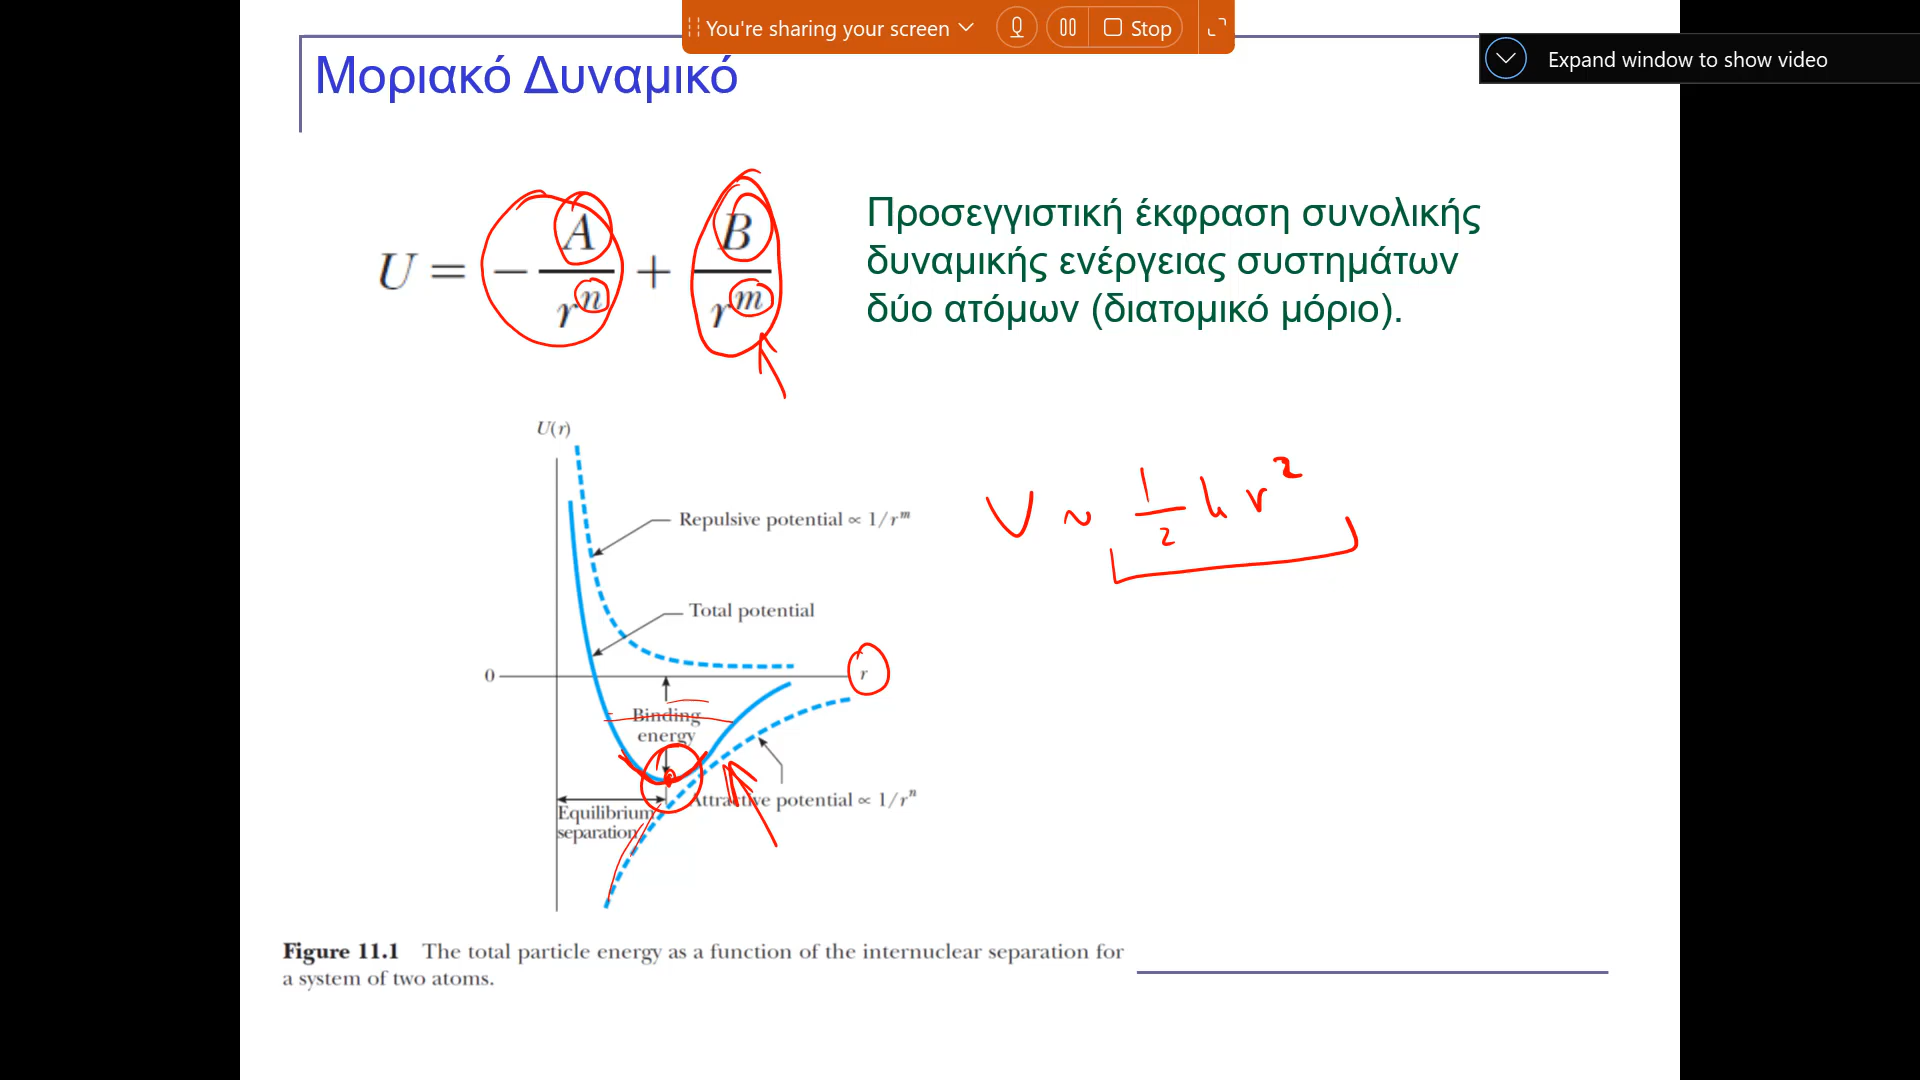 You're sharing your screen
Stop
Expand window to show video
Μοριακό Δυναμικό
U = − A/r^n + B/r^m
Προσεγγιστική έκφραση συνολικής
δυναμικής ενέργειας συστημάτων
δύο ατόμων (διατομικό μόριο).
U(r)
Repulsive potential ∝ 1/r^m
Total potential
0
r
Binding
energy
Attractive potential ∝ 1/r^n
Equilibrium
separation
V ~ 1/2 k r^2
Figure 11.1 The total particle energy as a function of the internuclear separation for
a system of two atoms.